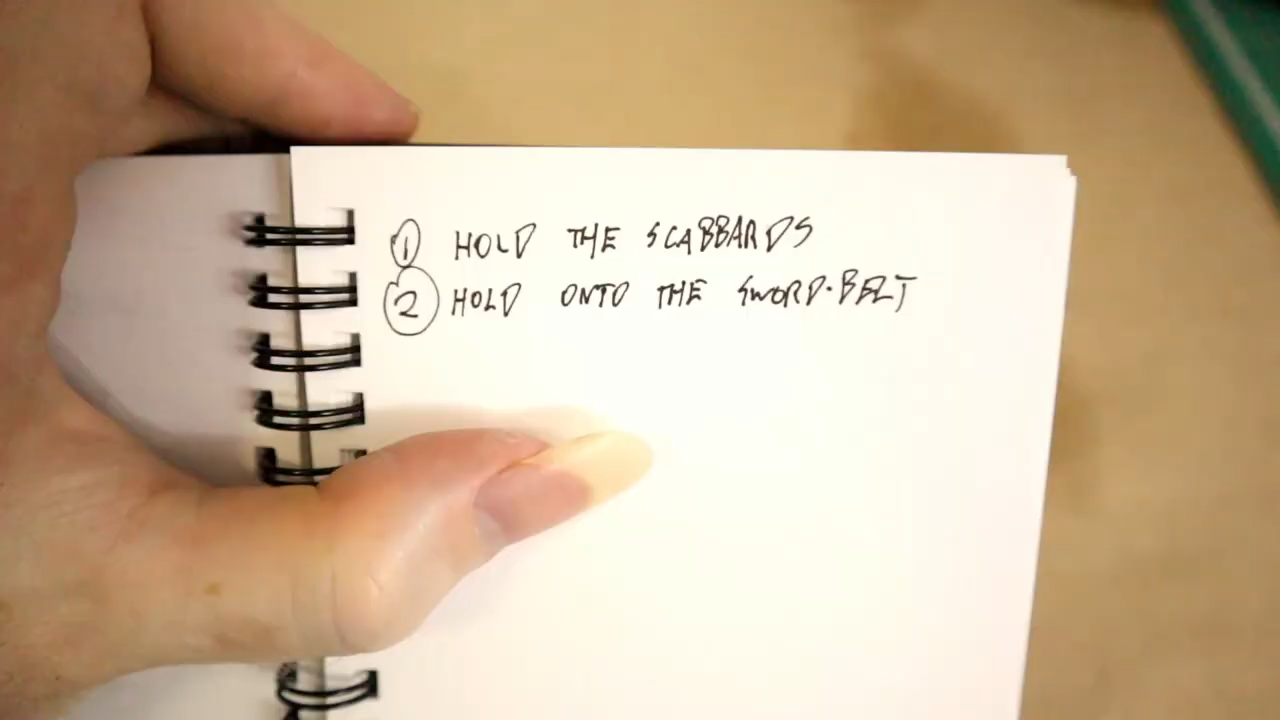 ① HOLD THE SCABBARDS
② HOLD ONTO THE SWORD-BELT